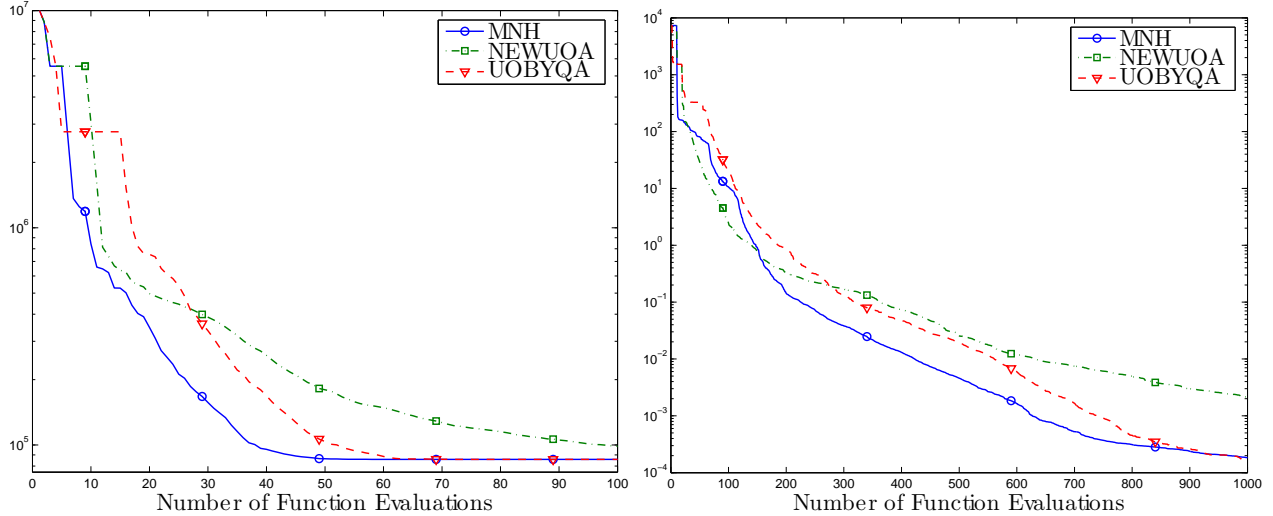 10^7
10^6
10^5
0 10 20 30 40 50 60 70 80 90 100
Number of Function Evaluations
MNH
NEWUOA
UOBYQA
10^4
10^3
10^2
10^1
10^0
10^−1
10^−2
10^−3
10^−4
0 100 200 300 400 500 600 700 800 900 1000
Number of Function Evaluations
MNH
NEWUOA
UOBYQA